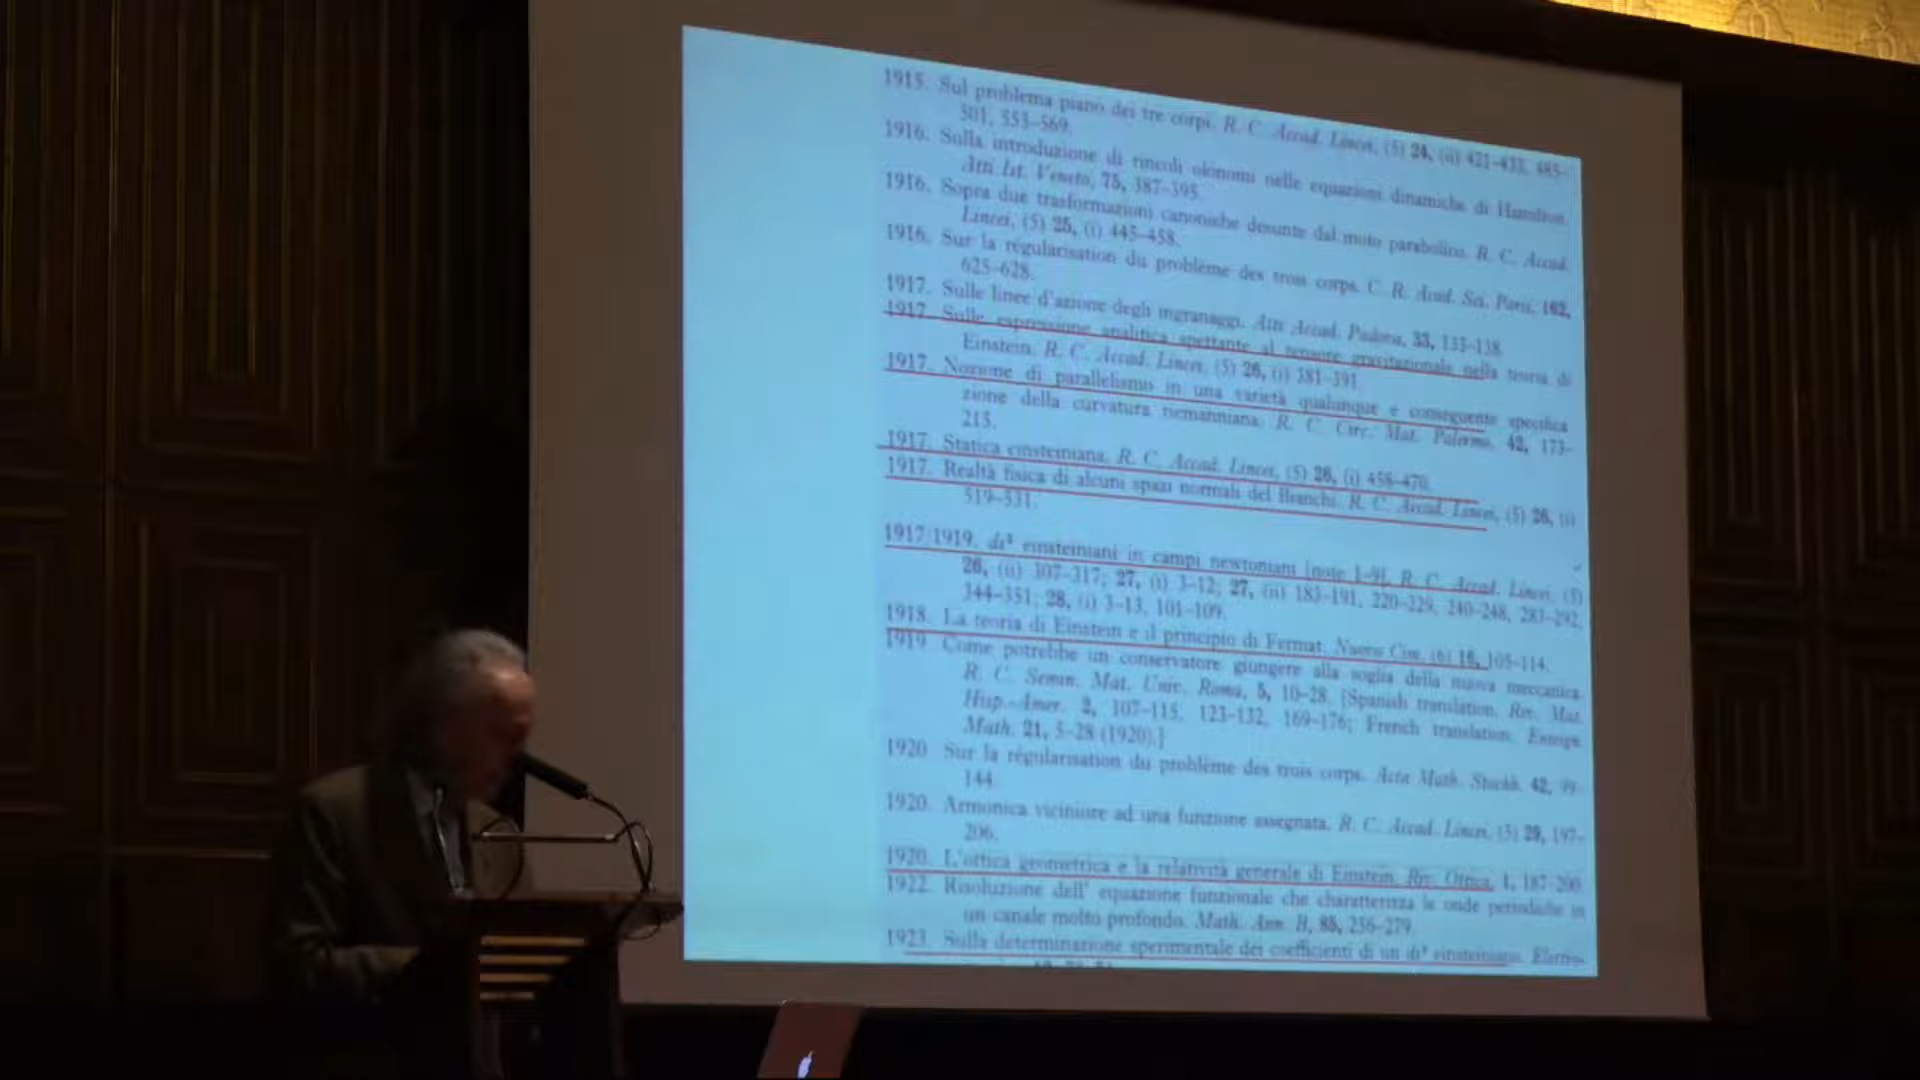 1915. Sul problema piano dei tre corpi. R. C. Accad. Lincei, (5) 24, (ii) 421–433, 485–
501, 553–569.
1916. Sulla introduzione di vincoli olonomi nelle equazioni dinamiche di Hamilton.
Atti Ist. Veneto, 75, 387–395.
1916. Sopra due trasformazioni canoniche desunte dal moto parabolico. R. C. Accad.
Lincei, (5) 25, (i) 445–458.
1916. Sur la régularisation du problème des trois corps. C. R. Acad. Sci. Paris, 162,
625–628.
1917. Sulle linee d'azione degli ingranaggi. Atti Accad. Padova, 33,
1917. Sulle espressione analitica spettante al tensore gravitazionale nella teoria di
Einstein. R. C. Accad. Lincei, (5) 26, (i) 381–391.
1917. Nozione di parallelismo in una varietà qualunque e conseguente specifica
zione della curvatura riemanniana. R. C. Circ. Mat. Palermo, 42, 173–
215.
1917. Statica einsteiniana. R. C. Accad. Lincei, (5) 26, (i) 458–470.
1917. Realtà fisica di alcuni spazi normali del Bianchi. R. C. Accad. Lincei, (5) 26, (i)
519–531.
1917/1919. ds² einsteiniani in campi newtoniani [note 1–9]. R. C. Accad. Lincei, (5)
26, (ii) 307–317; 27, (i) 3–12; 27, (ii) 183–191, 220–229, 240–248, 283–292,
344–351; 28, (i) 3–13, 101–109.
1918. La teoria di Einstein e il principio di Fermat. Nuovo Cim. (6) 16, 105–114.
1919 Come potrebbe un conservatore giungere alla soglia della nuova meccanica.
R. C. Semin. Mat. Univ. Roma, 5, 10–28. [Spanish translation, Rev. Mat.
Hisp.-Amer. 2, 107–115, 123–132, 169–176; French translation, Enseign.
Math. 21, 5–28 (1920).]
1920 Sur la régularisation du problème des trois corps. Acta Math. Stockh. 42, 99–
144.
1920. Armonica viciniore ad una funzione assegnata. R. C. Accad. Lincei, (5) 29, 197–
206.
1920. L'ottica geometrica e la relatività generale di Einstein. Riv. Ottica, 1, 187–200.
1922. Risoluzione dell' equazione funzionale che characterizza le onde periodiche in
un canale molto profondo. Math. Ann. B, 85, 256–279.
1923. Sulla determinazione sperimentale dei coefficienti di un ds² einsteiniano. Elettro-